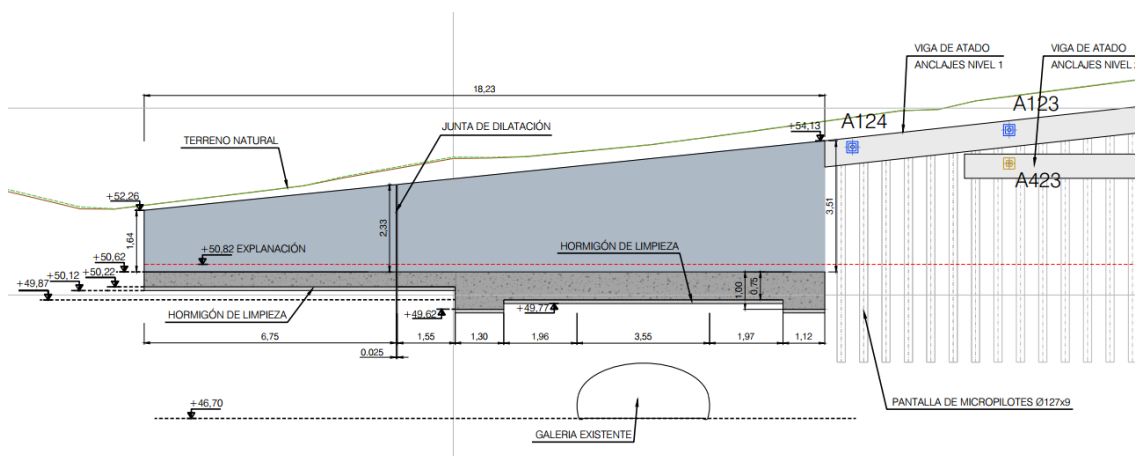 VIGA DE ATADO
ANCLAJES NIVEL 1
VIGA DE ATADO
ANCLAJES NIVEL 2
18,23
A123
A124
JUNTA DE DILATACIÓN
+54,13
TERRENO NATURAL
A423
+52,26
1,64
2,33
3,51
+50,82 EXPLANACIÓN
HORMIGÓN DE LIMPIEZA
+50,62
+50,22
+50,12
+49,87
1,00
0,75
+49,77
+49,62
HORMIGÓN DE LIMPIEZA
6,75
1,55
1,30
1,96
3,55
1,97
1,12
0.025
+46,70
PANTALLA DE MICROPILOTES Ø127x9
GALERIA EXISTENTE